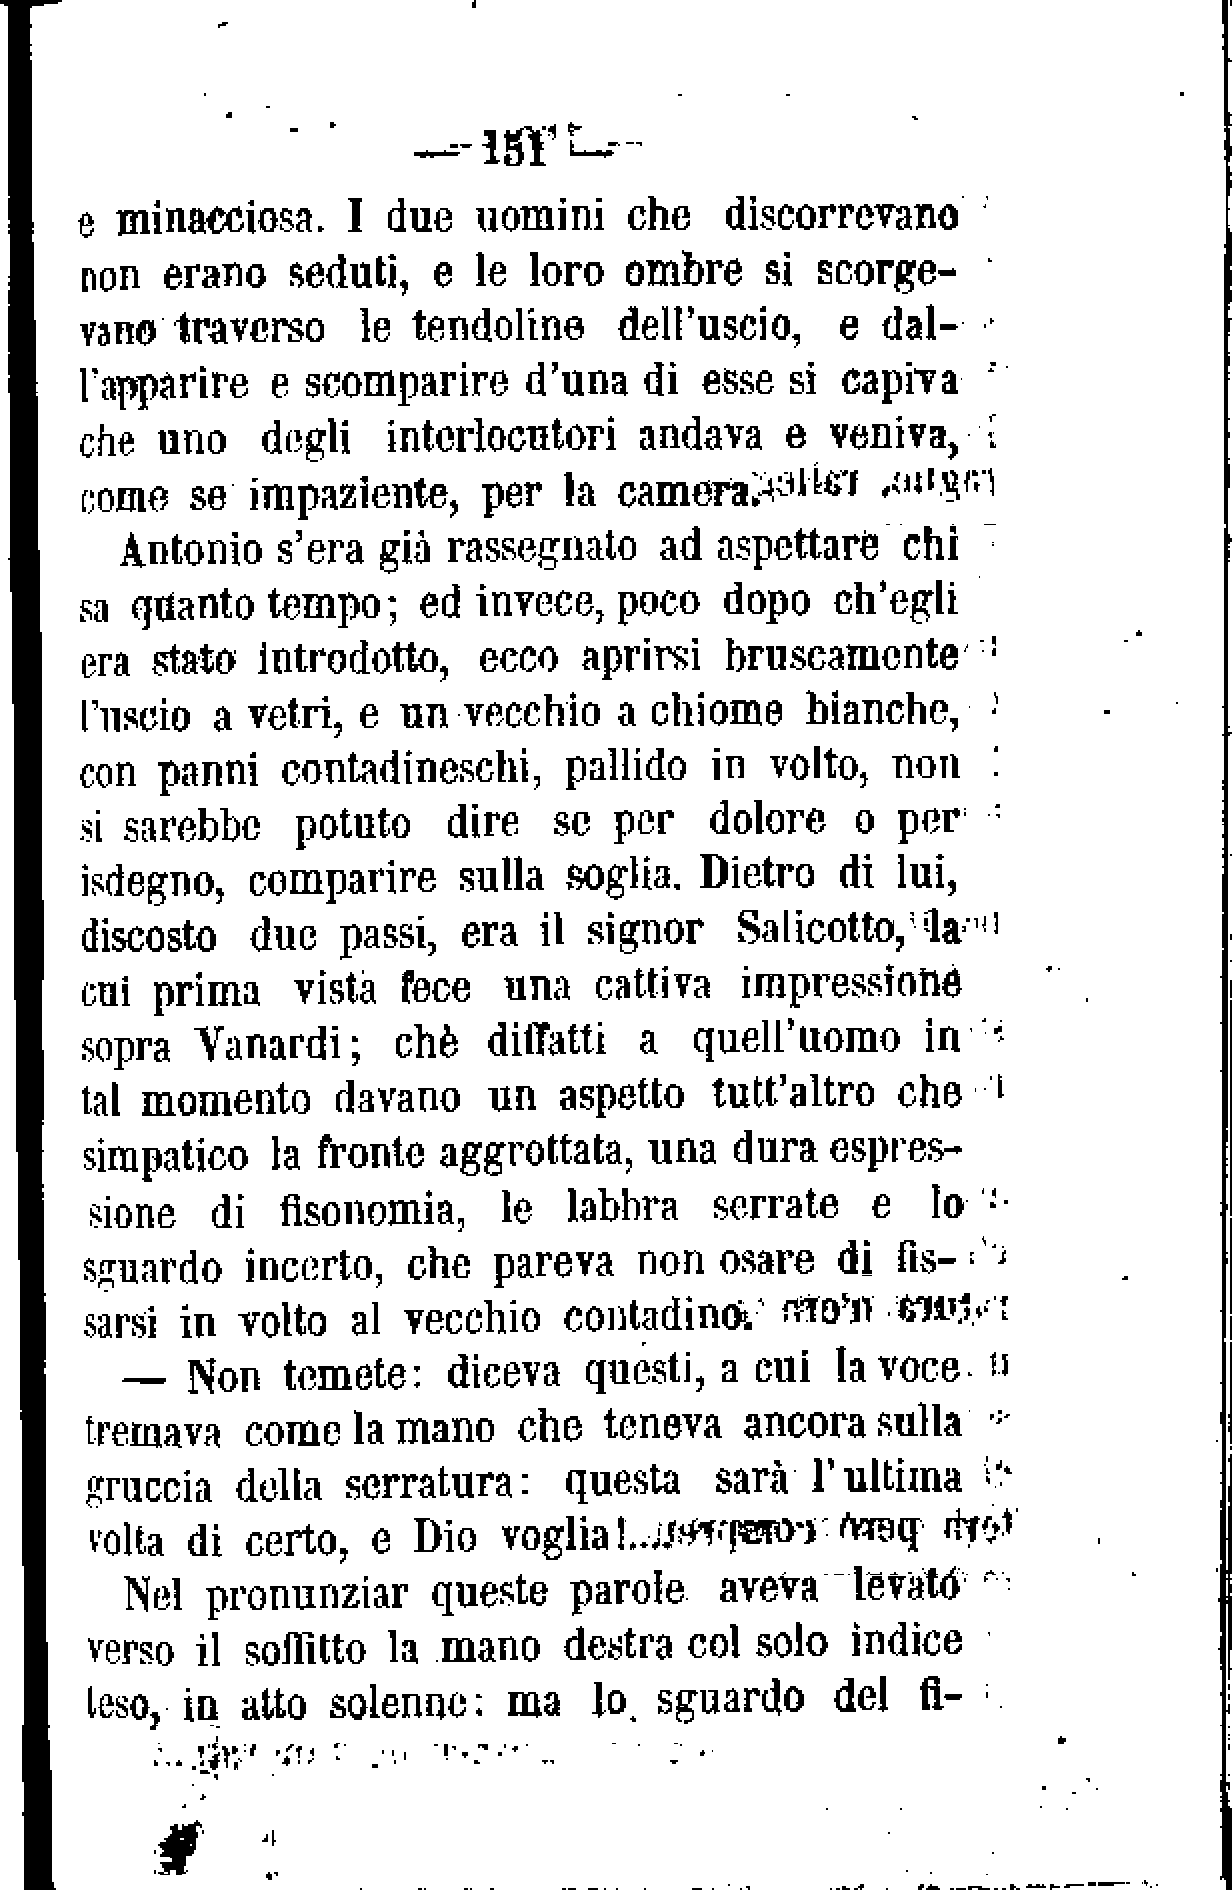 — 151 —
e minacciosa. I due uomini che discorrevano
non erano seduti, e le loro ombre si scorge-
vano traverso le tendoline dell'uscio, e dal-
l'apparire e scomparire d'una di esse si capiva
che uno degli interlocutori andava e veniva,
come se impaziente, per la camera.
Antonio s'era già rassegnato ad aspettare chi
sa quanto tempo; ed invece, poco dopo ch'egli
era stato introdotto, ecco aprirsi bruscamente
l'uscio a vetri, e un vecchio a chiome bianche,
con panni contadineschi, pallido in volto, non
si sarebbe potuto dire se per dolore o per
isdegno, comparire sulla soglia. Dietro di lui,
discosto due passi, era il signor Salicotto, la
cui prima vista fece una cattiva impressione
sopra Vanardi; chè diffatti a quell'uomo in
tal momento davano un aspetto tutt'altro che
simpatico la fronte aggrottata, una dura espres-
sione di fisonomia, le labbra serrate e lo
sguardo incerto, che pareva non osare di fis-
sarsi in volto al vecchio contadino.
— Non temete: diceva questi, a cui la voce
tremava come la mano che teneva ancora sulla
gruccia della serratura: questa sarà l'ultima
volta di certo, e Dio voglia!...
Nel pronunziar queste parole aveva levato
verso il soffitto la mano destra col solo indice
teso, in atto solenne: ma lo sguardo del fi-